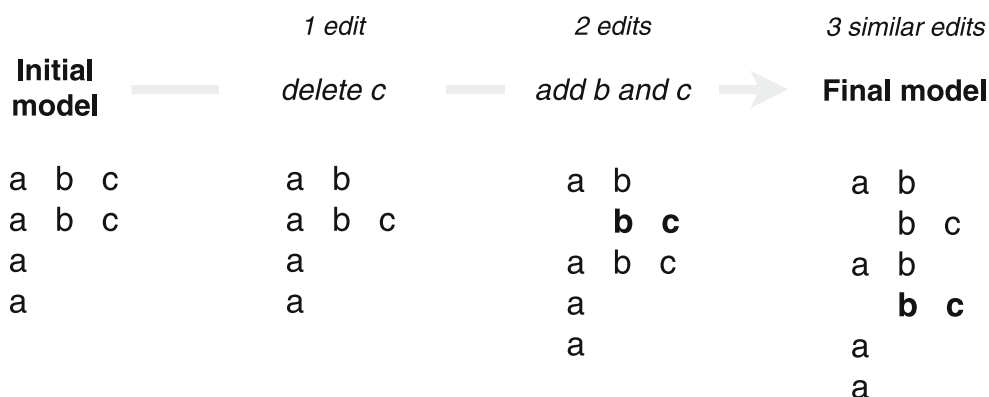 1 edit 2 edits 3 similar edits
Initial model delete c add b and c Final model
a b c a b a b a b
a b c a b c b c b c
a a a b c a b
a a a b c
a a
a